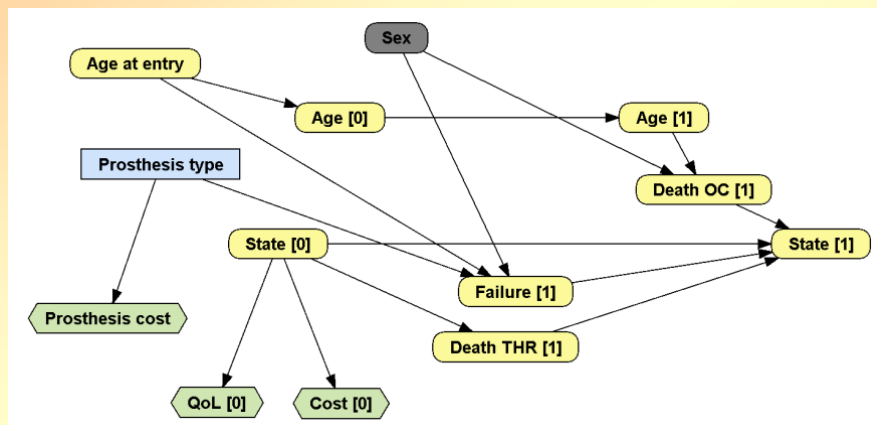 Sex
Age at entry
Age [0]
Age [1]
Prosthesis type
Death OC [1]
State [0]
State [1]
Failure [1]
Prosthesis cost
Death THR [1]
QoL [0]
Cost [0]